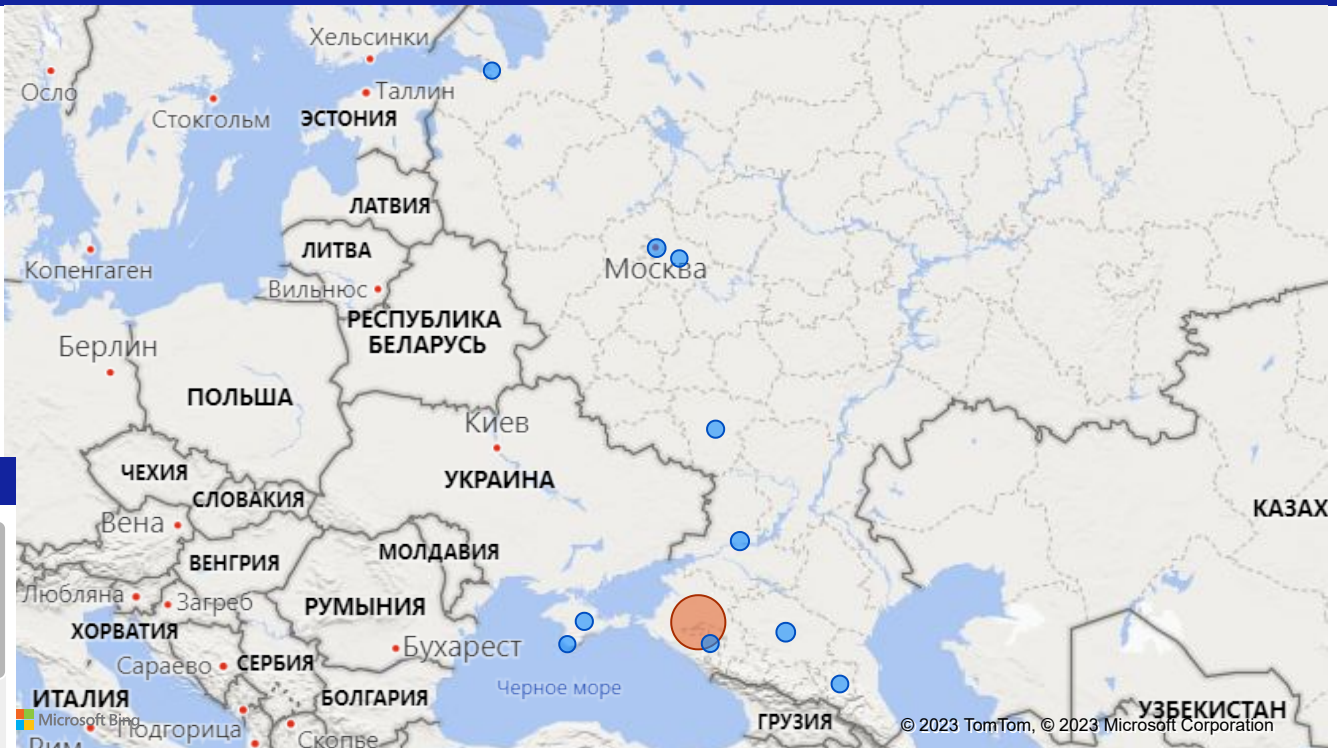 Хельсинки
Осло
Таллин
Стокгольм
ЭСТОНИЯ
ЛАТВИЯ
ЛИТВА
Москва
Копенгаген
Вильнюс
РЕСПУБЛИКА
БЕЛАРУСЬ
Берлин
ПОЛЬША
Киев
ЧЕХИЯ
УКРАИНА
СЛОВАКИЯ
КАЗАХ
Вена
МОЛДАВИЯ
ВЕНГРИЯ
Любляна
Загреб
РУМЫНИЯ
ХОРВАТИЯ
Бухарест
Сараево
СЕРБИЯ
Черное море
ИТАЛИЯ
БОЛГАРИЯ
УЗБЕКИСТАН
Microsoft Bing
Подгорица
ГРУЗИЯ
© 2023 TomTom, © 2023 Microsoft Corporation
Скопье
Рим